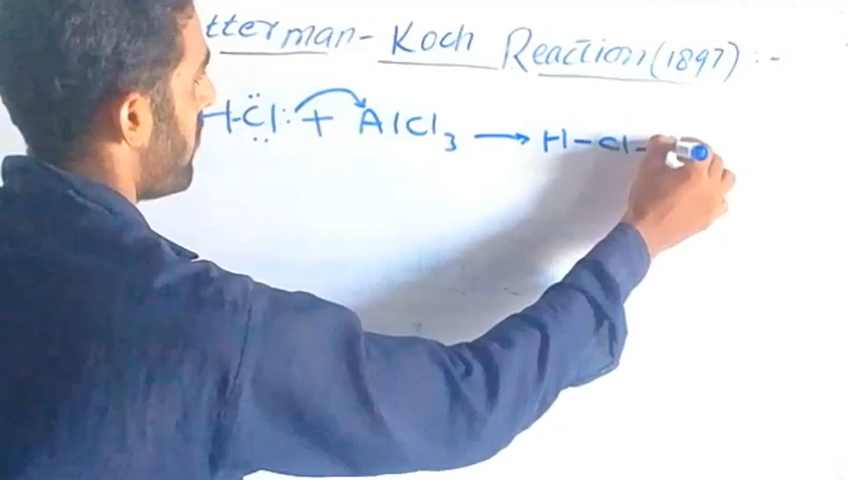 tterman-Koch Reaction (1897) :-
H-Cl: + AlCl₃ → H-Cl-